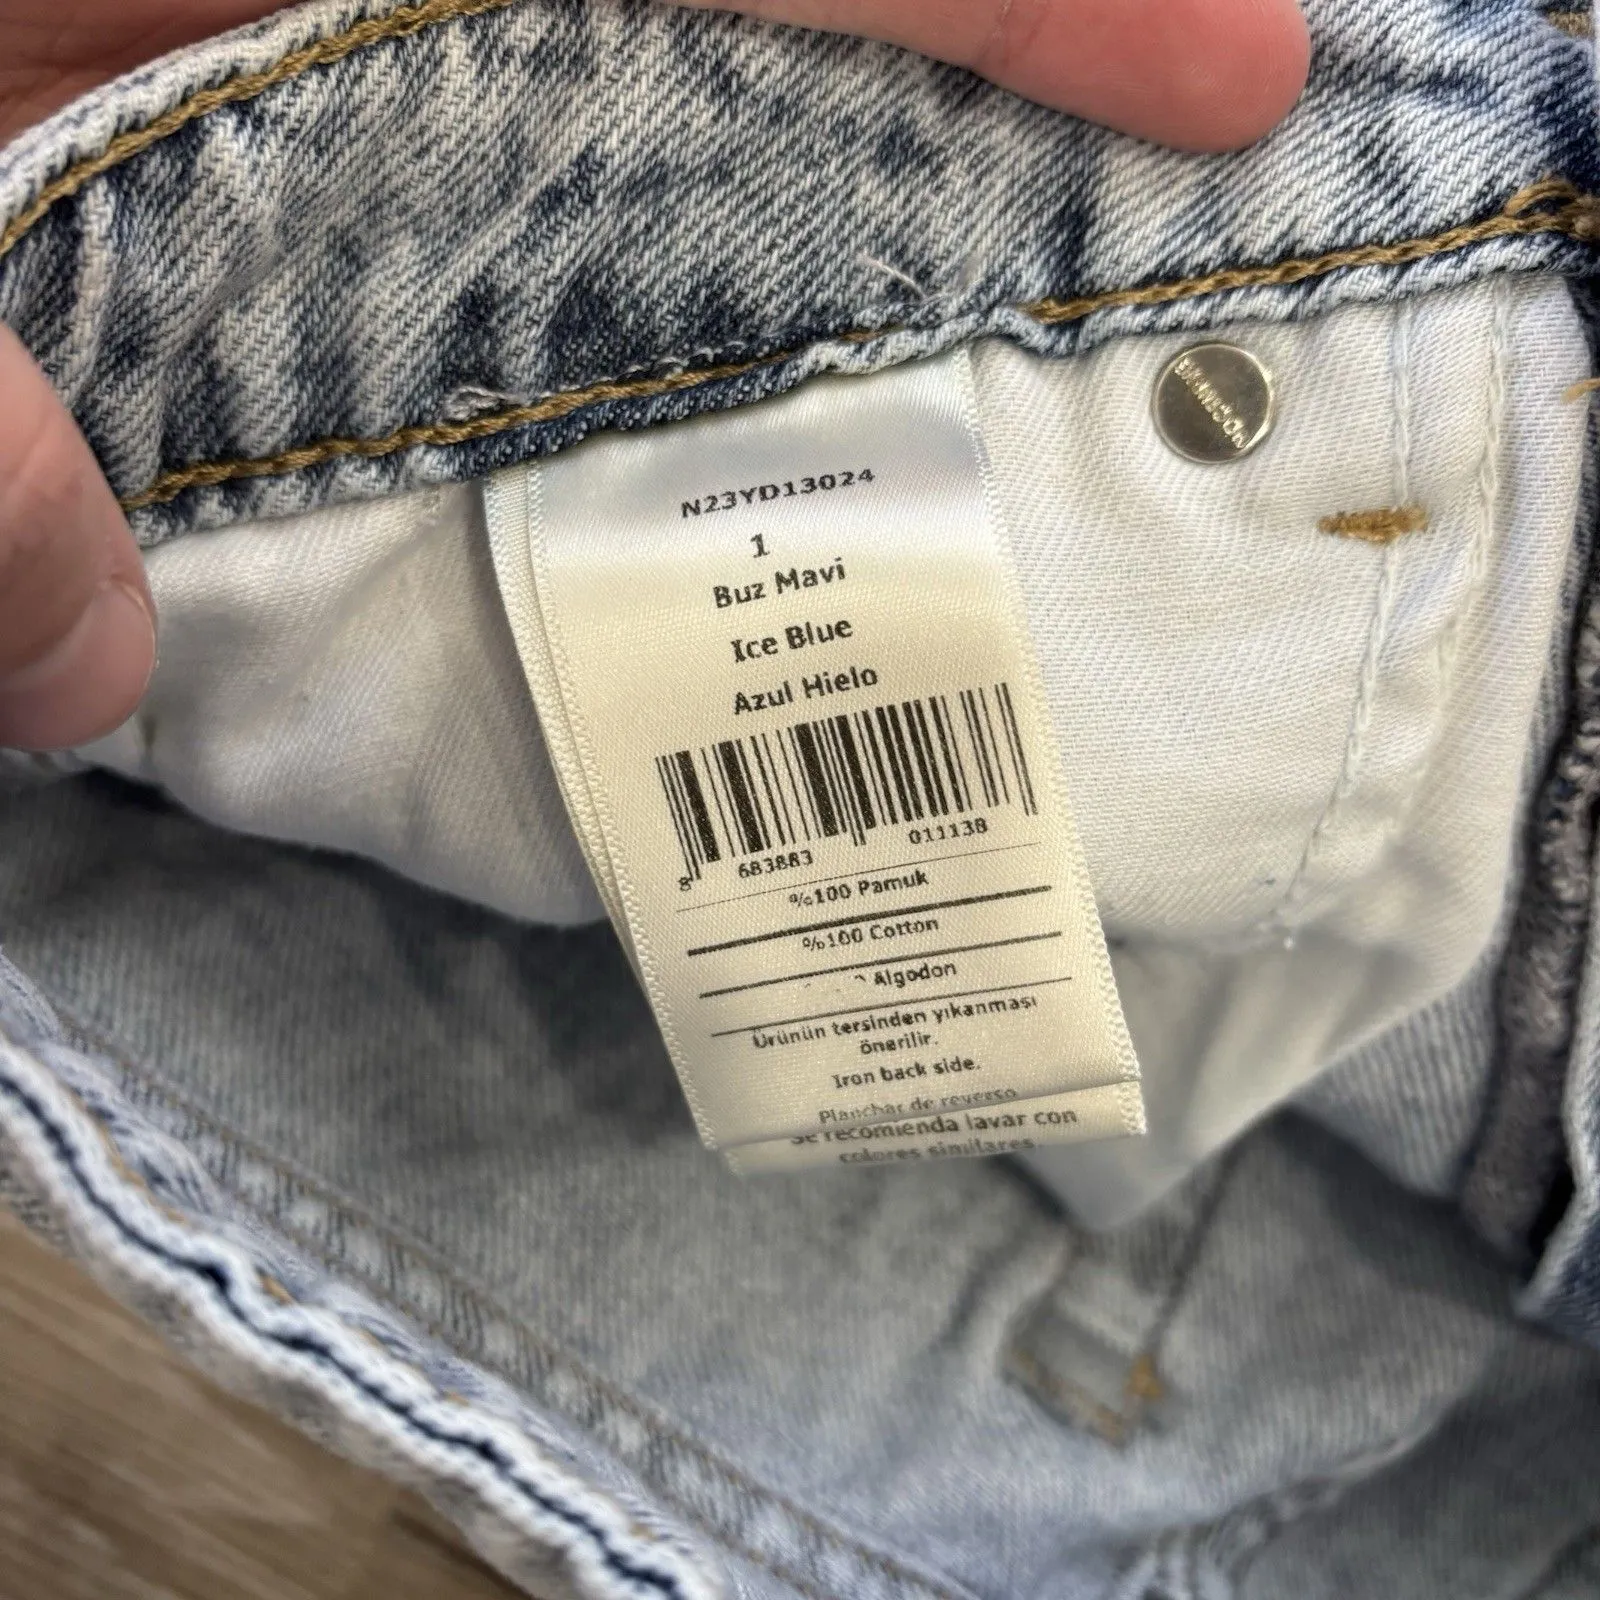 N23YD13024
1
Buz Mavi
Ice Blue
Azul Hielo
8 683883 011138
%100 Pamuk
%100 Cotton
Algodon
Ürünün tersinden yıkanması
önerilir.
Iron back side.
Planchar de reverso
Se recomienda lavar con
colores similares